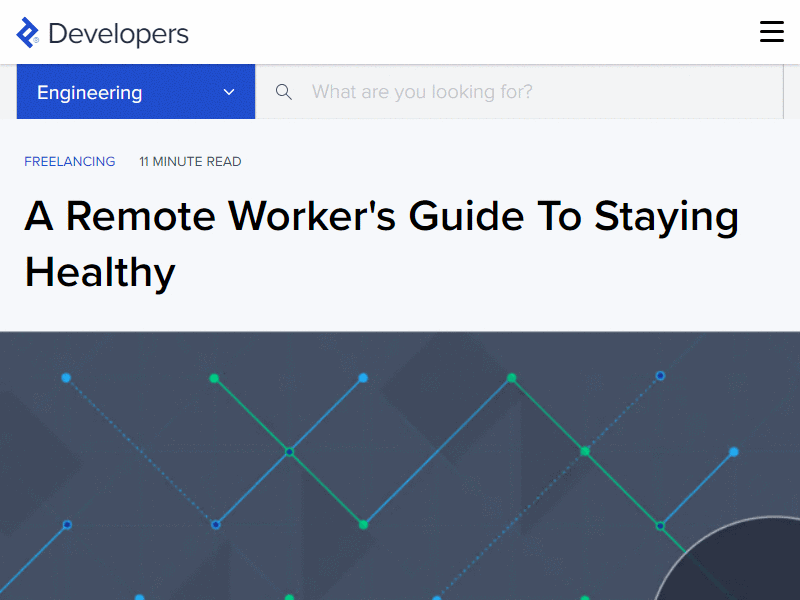 Developers
Engineering
What are you looking for?
FREELANCING 11 MINUTE READ
A Remote Worker's Guide To Staying
Healthy